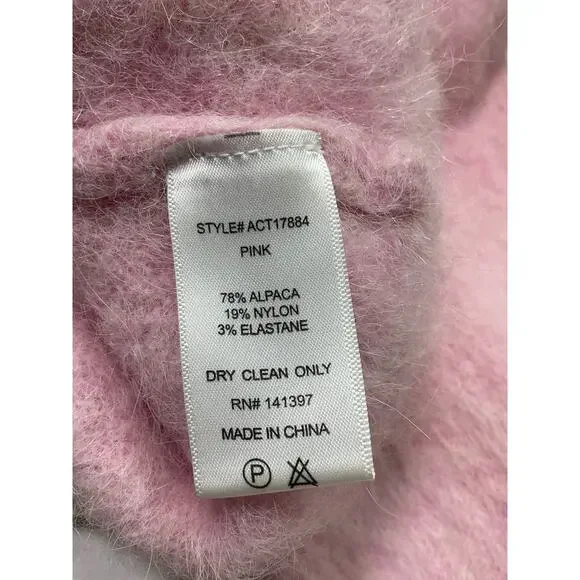 STYLE# ACT17884
PINK
78% ALPACA
19% NYLON
3% ELASTANE
DRY CLEAN ONLY
RN# 141397
MADE IN CHINA
P